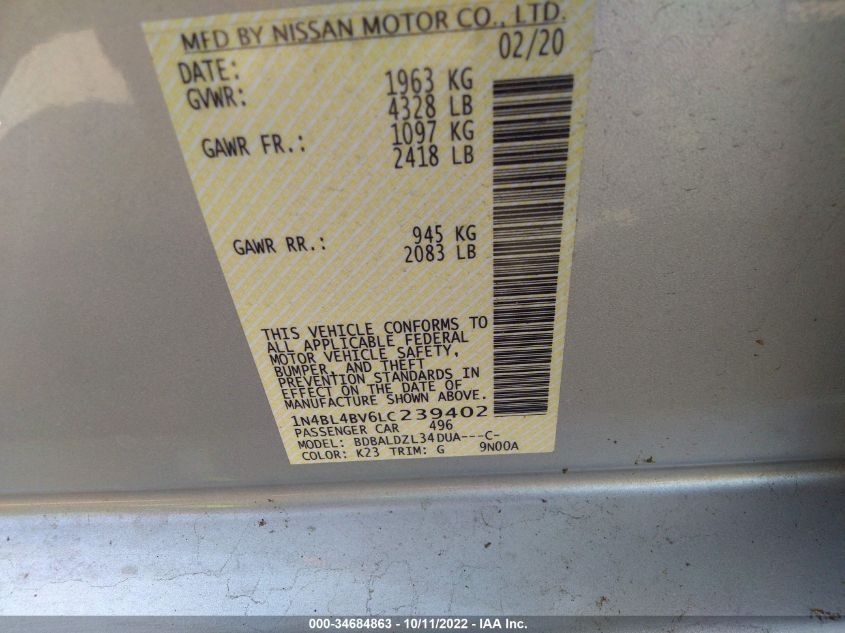 MFD BY NISSAN MOTOR CO., LTD.
DATE: 02/20
GVWR: 1963 KG
4328 LB
GAWR FR.: 1097 KG
2418 LB
GAWR RR.: 945 KG
2083 LB
THIS VEHICLE CONFORMS TO
ALL APPLICABLE FEDERAL
MOTOR VEHICLE SAFETY,
BUMPER, AND THEFT
PREVENTION STANDARDS IN
EFFECT ON THE DATE OF
MANUFACTURE SHOWN ABOVE.
1N4BL4BV6LC239402
PASSENGER CAR 496
MODEL: BDBALDZL34DUA---C-
COLOR: K23 TRIM: G 9N00A
000-34684863 - 10/11/2022 - IAA Inc.